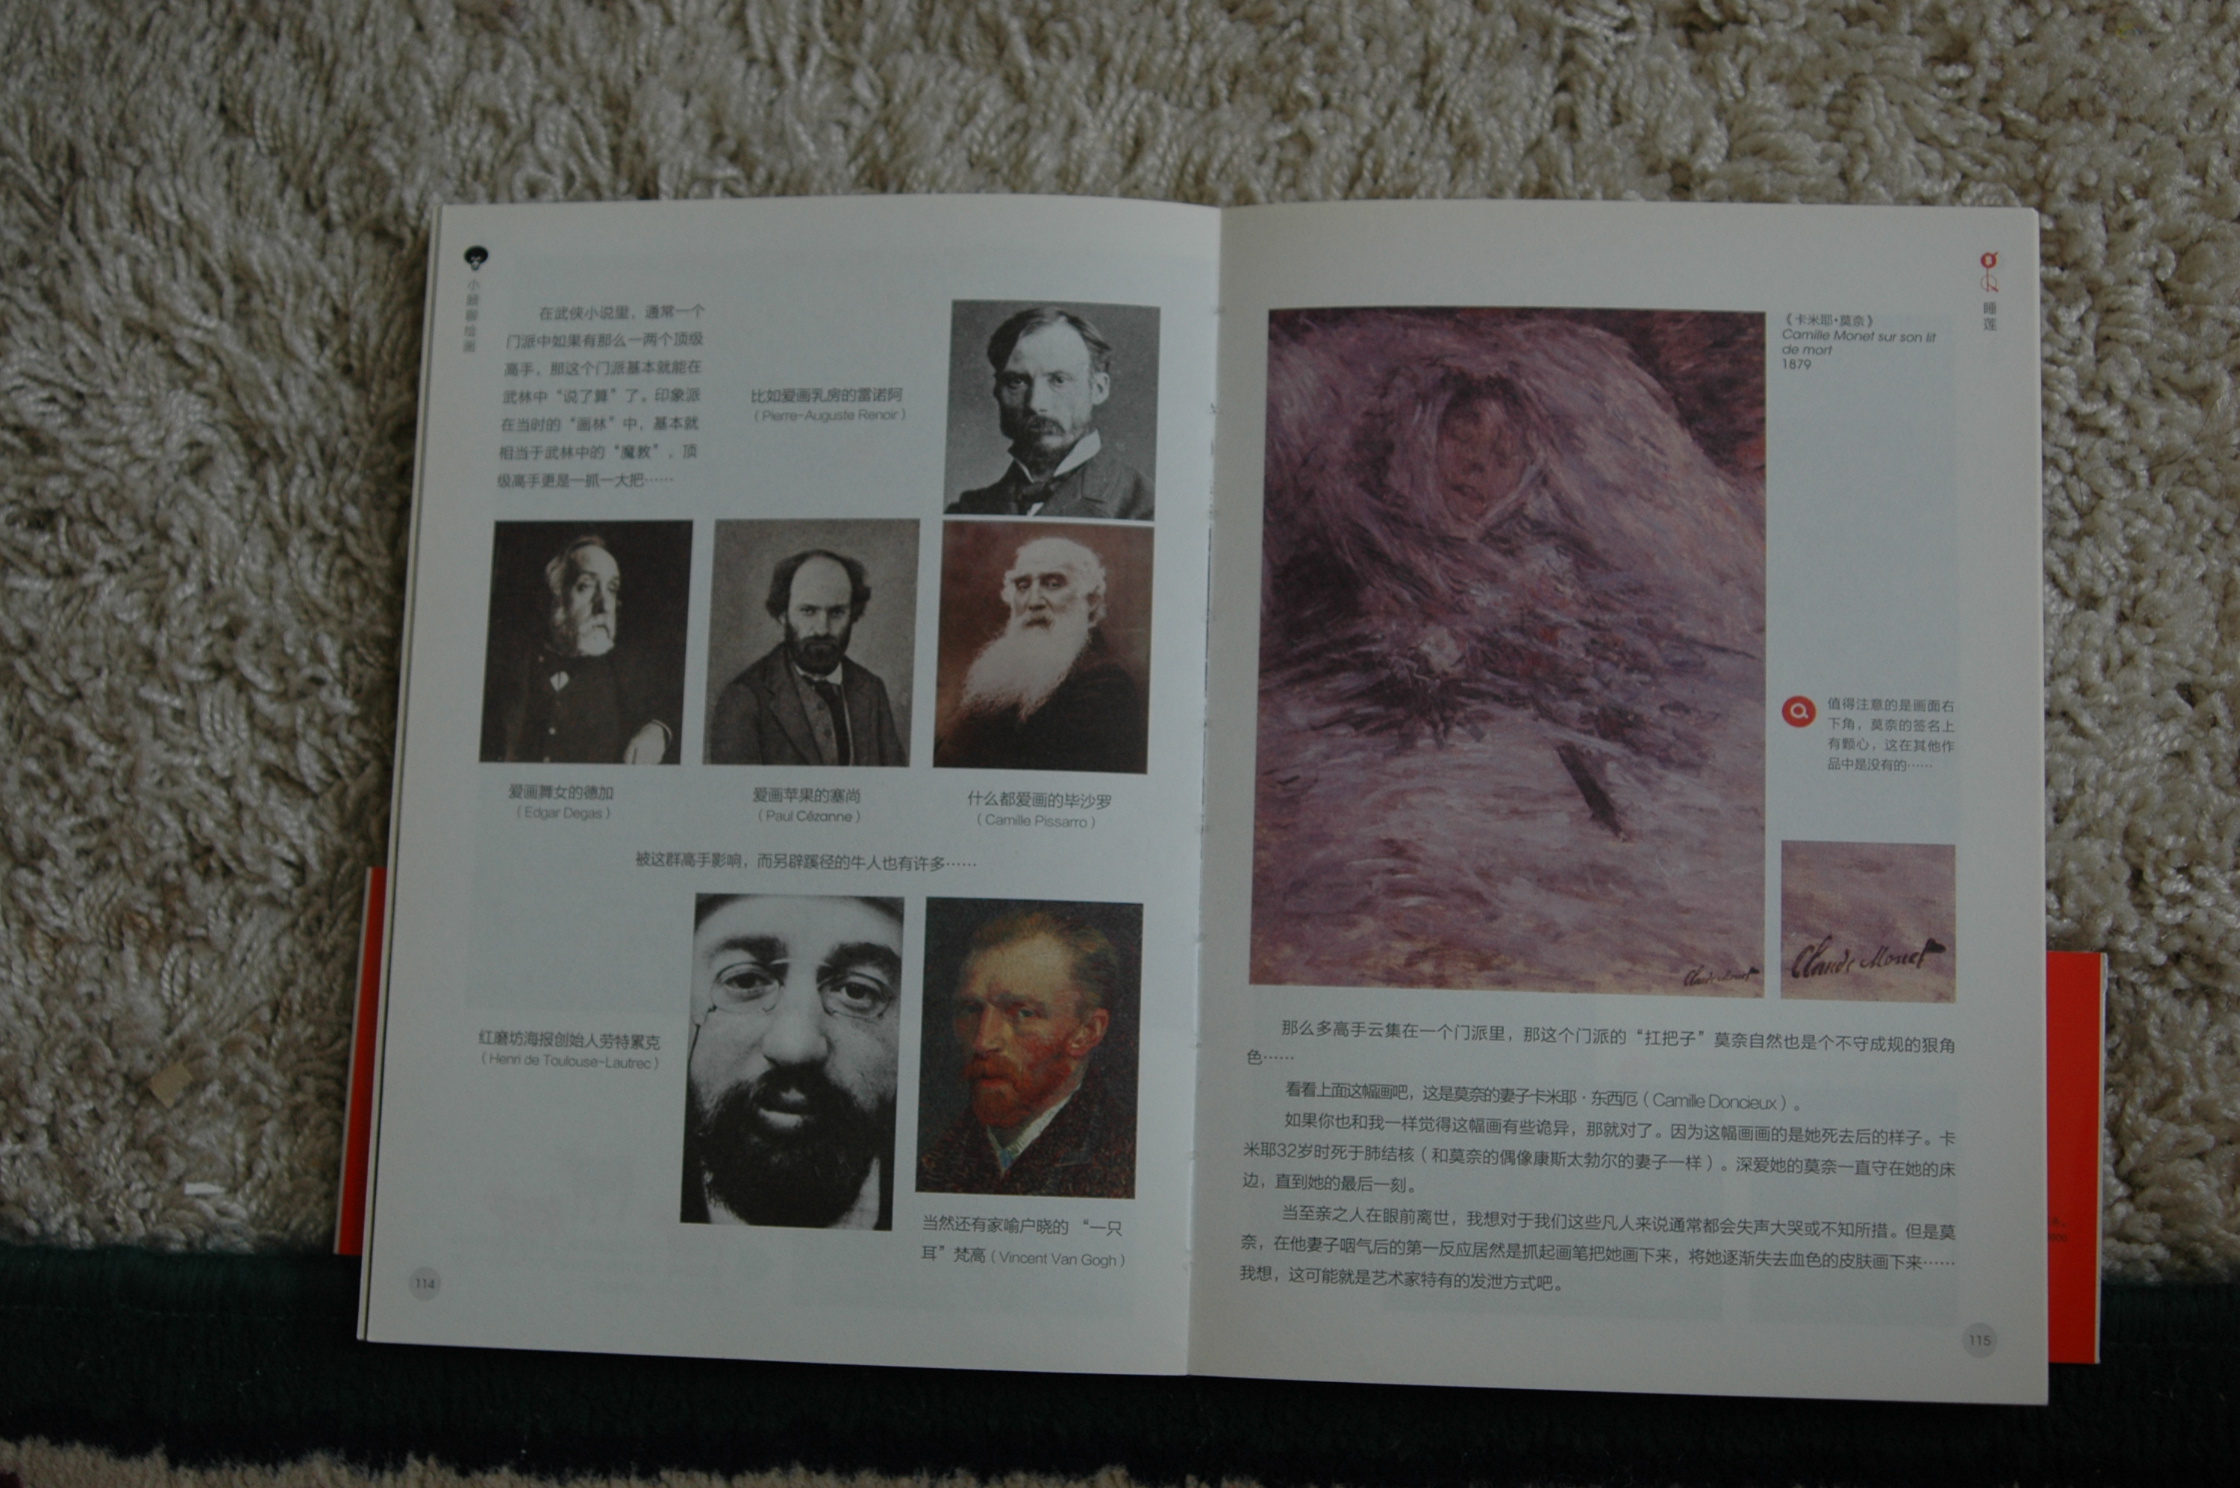 小顾聊绘画
在武侠小说里，通常一个
门派中如果有那么一两个顶级
高手，那这个门派基本就能在
武林中“说了算”了。印象派
在当时的“画林”中，基本就
相当于武林中的“魔教”，顶
级高手更是一抓一大把……
比如爱画乳房的雷诺阿
（Pierre-Auguste Renoir）
爱画舞女的德加
（Edgar Degas）
爱画苹果的塞尚
（Paul Cézanne）
什么都爱画的毕沙罗
（Camille Pissarro）
被这群高手影响，而另辟蹊径的牛人也有许多……
红磨坊海报创始人劳特累克
（Henri de Toulouse-Lautrec）
当然还有家喻户晓的“一只
耳”梵高（Vincent Van Gogh）
114
睡莲
《卡米耶·莫奈》
Camille Monet sur son lit
de mort
1879
值得注意的是画面右
下角，莫奈的签名上
有颗心，这在其他作
品中是没有的……
Claude Monet
Claude Monet
那么多高手云集在一个门派里，那这个门派的“扛把子”莫奈自然也是个不守成规的狠角
色……
看看上面这幅画吧，这是莫奈的妻子卡米耶·东西厄（Camille Doncieux）。
如果你也和我一样觉得这幅画有些诡异，那就对了。因为这幅画画的是她死去后的样子。卡
米耶32岁时死于肺结核（和莫奈的偶像康斯太勃尔的妻子一样）。深爱她的莫奈一直守在她的床
边，直到她的最后一刻。
当至亲之人在眼前离世，我想对于我们这些凡人来说通常都会失声大哭或不知所措。但是莫
奈，在他妻子咽气后的第一反应居然是抓起画笔把她画下来，将她逐渐失去血色的皮肤画下来……
我想，这可能就是艺术家特有的发泄方式吧。
115